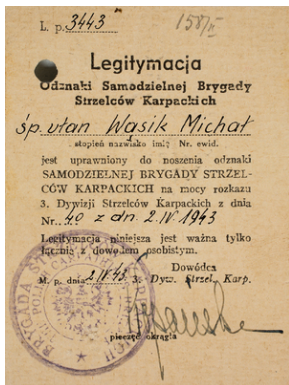 L. p. 3443
158/II
Legitymacja
Odznaki Samodzielnej Brygady
Strzelców Karpackich
śp. ułan Wąsik Michał
stopień nazwisko imię Nr. ewid.
jest uprawniony do noszenia odznaki
SAMODZIELNEJ BRYGADY STRZEL-
CÓW KARPACKICH na mocy rozkazu
3. Dywizji Strzelców Karpackich z dnia
Nr. 40 z dn. 2.IV.1943
Legitymacja niniejsza jest ważna tylko
łącznie z dowodem osobistym.
Dowódca
M. p. dnia 2.IV.43 3. Dyw. Strzel. Karp.
pieczęć okrągła
BRYGADA